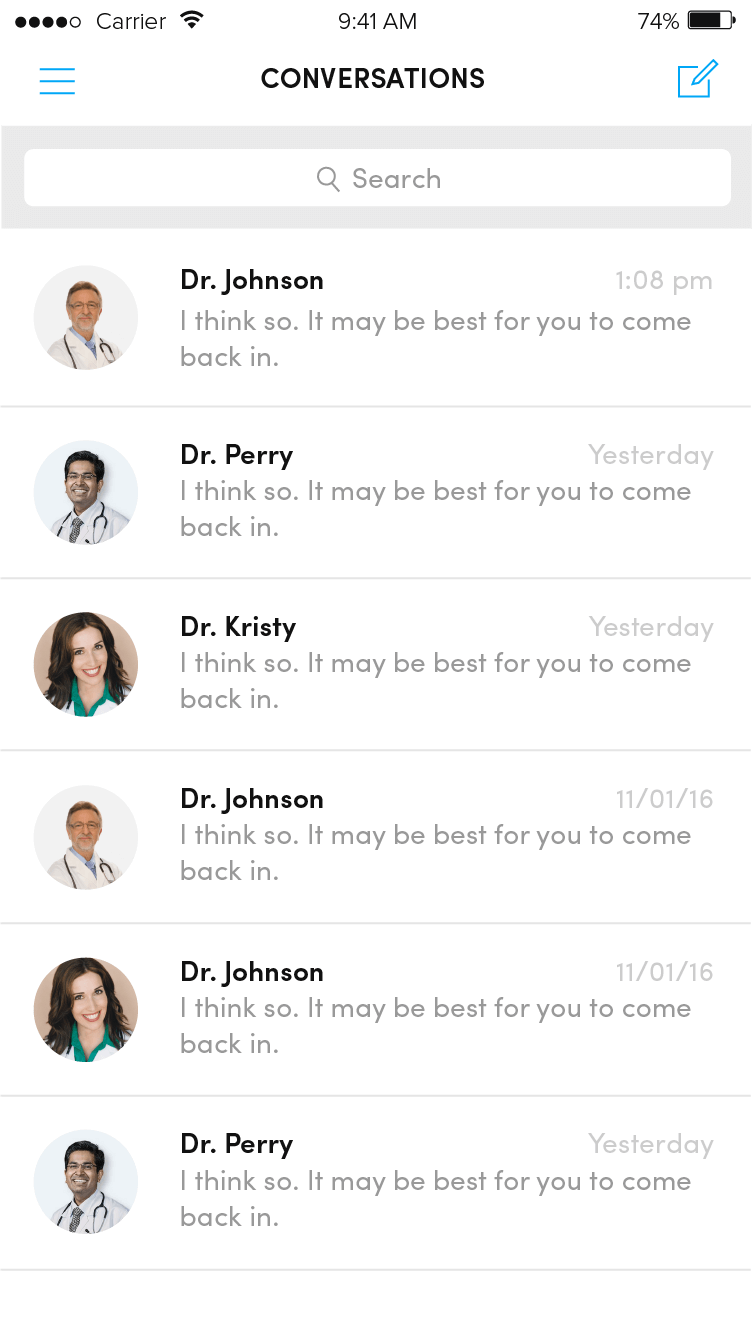 Carrier 9:41 AM 74%
CONVERSATIONS
Search
Dr. Johnson 1:08 pm
I think so. It may be best for you to come
back in.
Dr. Perry Yesterday
I think so. It may be best for you to come
back in.
Dr. Kristy Yesterday
I think so. It may be best for you to come
back in.
Dr. Johnson 11/01/16
I think so. It may be best for you to come
back in.
Dr. Johnson 11/01/16
I think so. It may be best for you to come
back in.
Dr. Perry Yesterday
I think so. It may be best for you to come
back in.